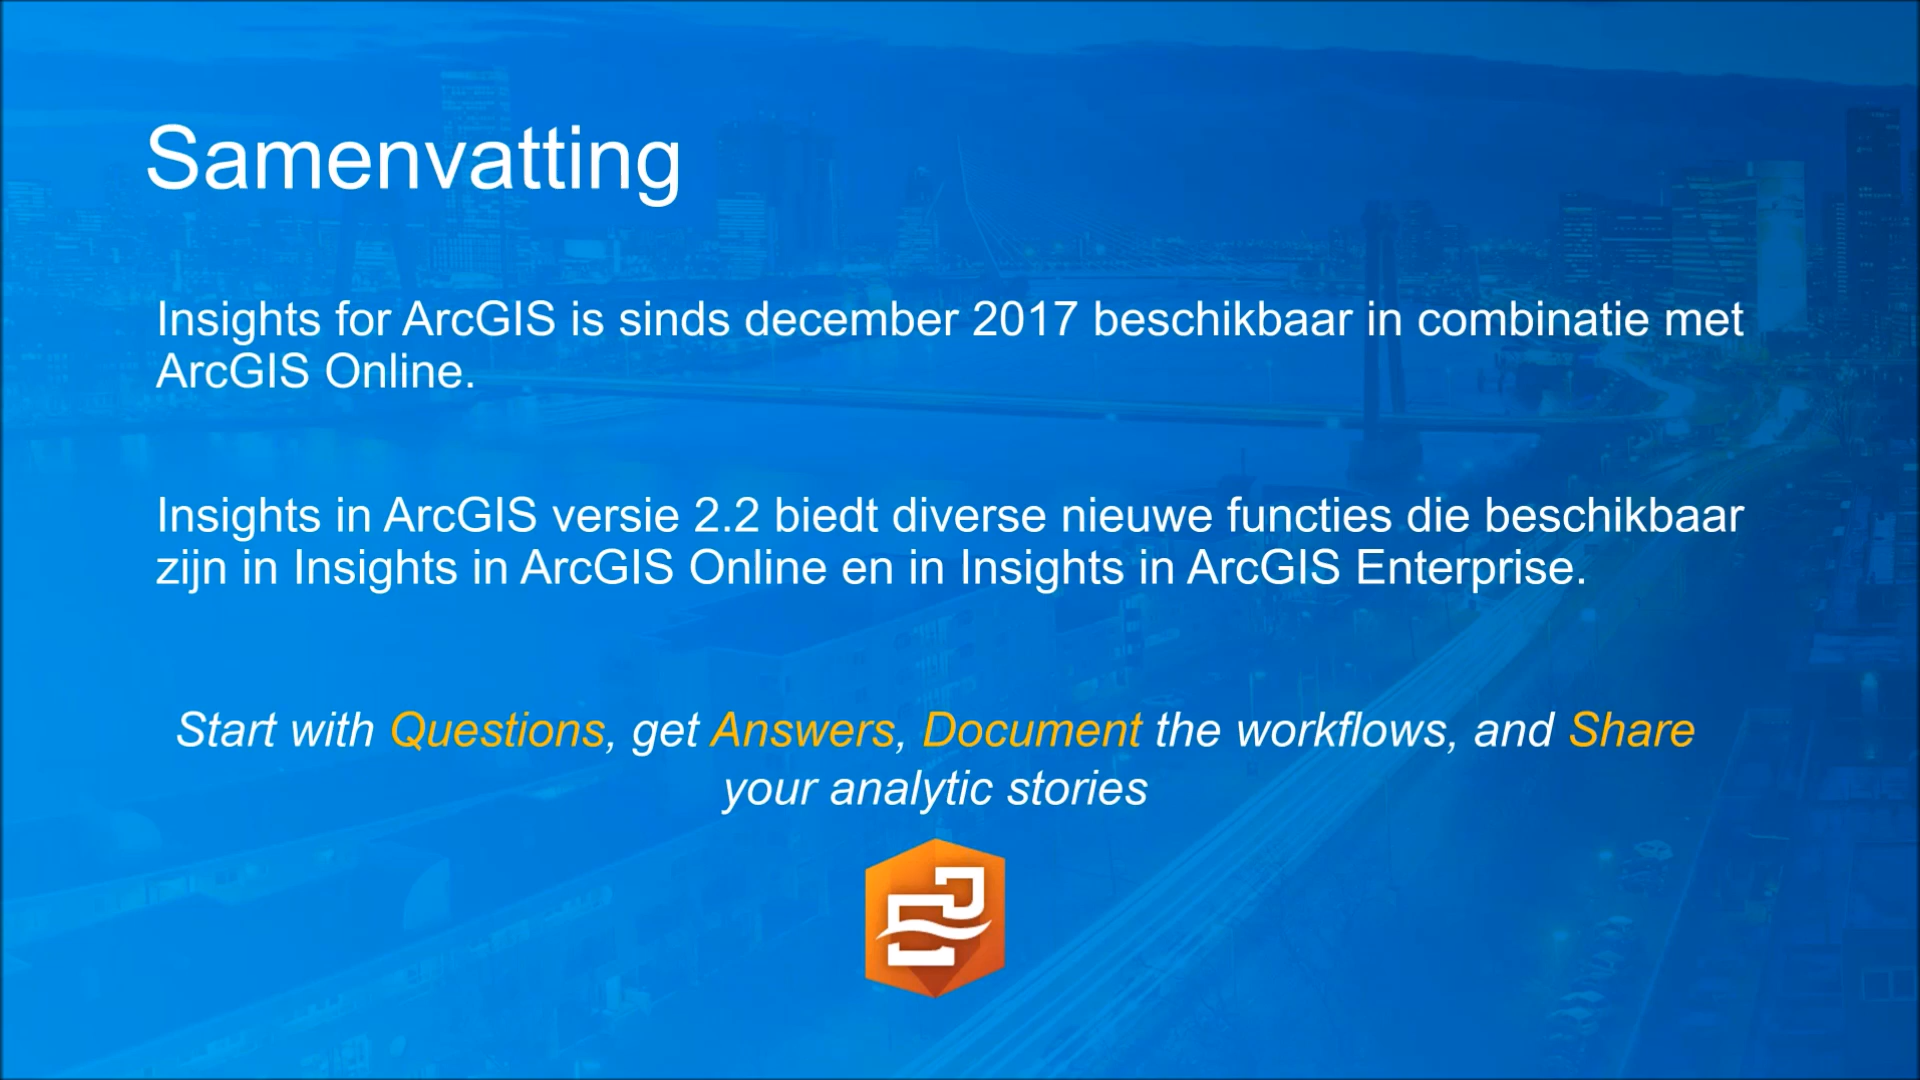 Samenvatting
Insights for ArcGIS is sinds december 2017 beschikbaar in combinatie met
ArcGIS Online.
Insights in ArcGIS versie 2.2 biedt diverse nieuwe functies die beschikbaar
zijn in Insights in ArcGIS Online en in Insights in ArcGIS Enterprise.
Start with Questions, get Answers, Document the workflows, and Share
your analytic stories